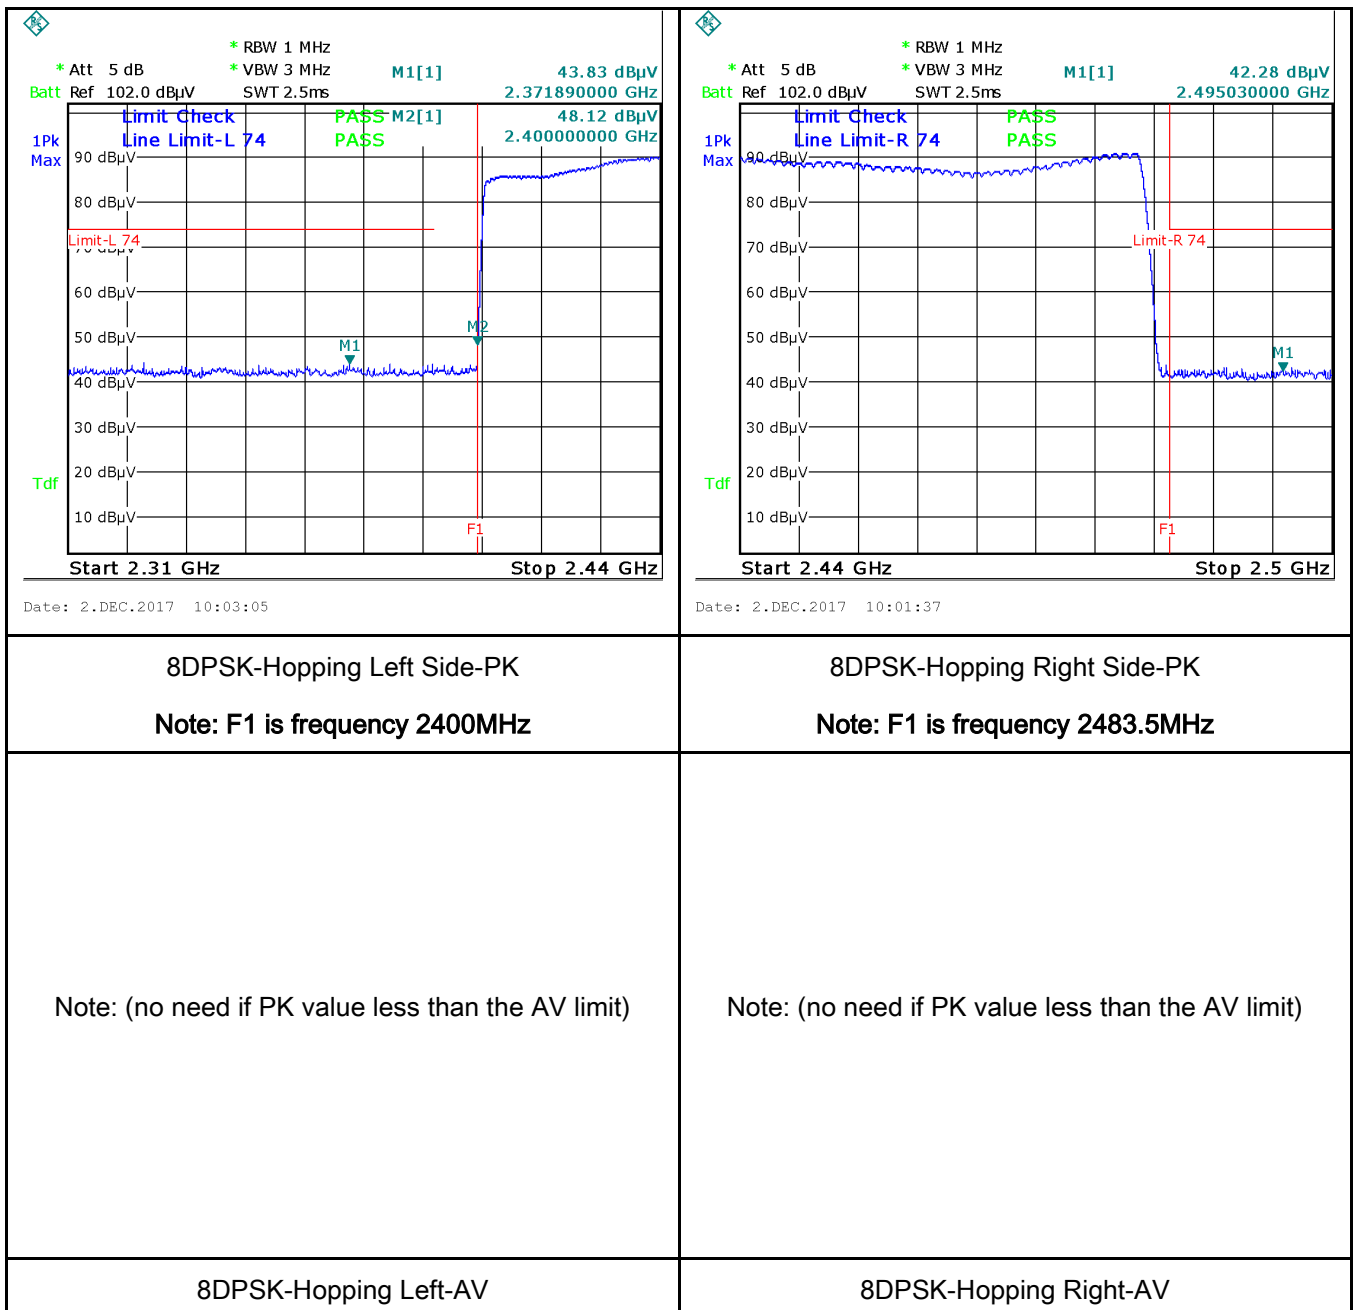 * RBW 1 MHz
* Att 5 dB * VBW 3 MHz M1[1] 43.83 dBµV
Batt Ref 102.0 dBµV SWT 2.5ms 2.371890000 GHz
Limit Check PASS M2[1] 48.12 dBµV
1Pk Line Limit-L 74 PASS 2.400000000 GHz
Max 90 dBµV
80 dBµV
Limit-L 74
70 dBµV
60 dBµV
50 dBµV
M1
M2
40 dBµV
30 dBµV
20 dBµV
Tdf
10 dBµV
F1
Start 2.31 GHz Stop 2.44 GHz
Date: 2.DEC.2017 10:03:05
* RBW 1 MHz
* Att 5 dB * VBW 3 MHz M1[1] 42.28 dBµV
Batt Ref 102.0 dBµV SWT 2.5ms 2.495030000 GHz
Limit Check PASS
1Pk Line Limit-R 74 PASS
Max 90 dBµV
80 dBµV
Limit-R 74
70 dBµV
60 dBµV
50 dBµV
M1
40 dBµV
30 dBµV
20 dBµV
Tdf
10 dBµV
F1
Start 2.44 GHz Stop 2.5 GHz
Date: 2.DEC.2017 10:01:37
8DPSK-Hopping Left Side-PK
Note: F1 is frequency 2400MHz
8DPSK-Hopping Right Side-PK
Note: F1 is frequency 2483.5MHz
Note: (no need if PK value less than the AV limit)
Note: (no need if PK value less than the AV limit)
8DPSK-Hopping Left-AV
8DPSK-Hopping Right-AV